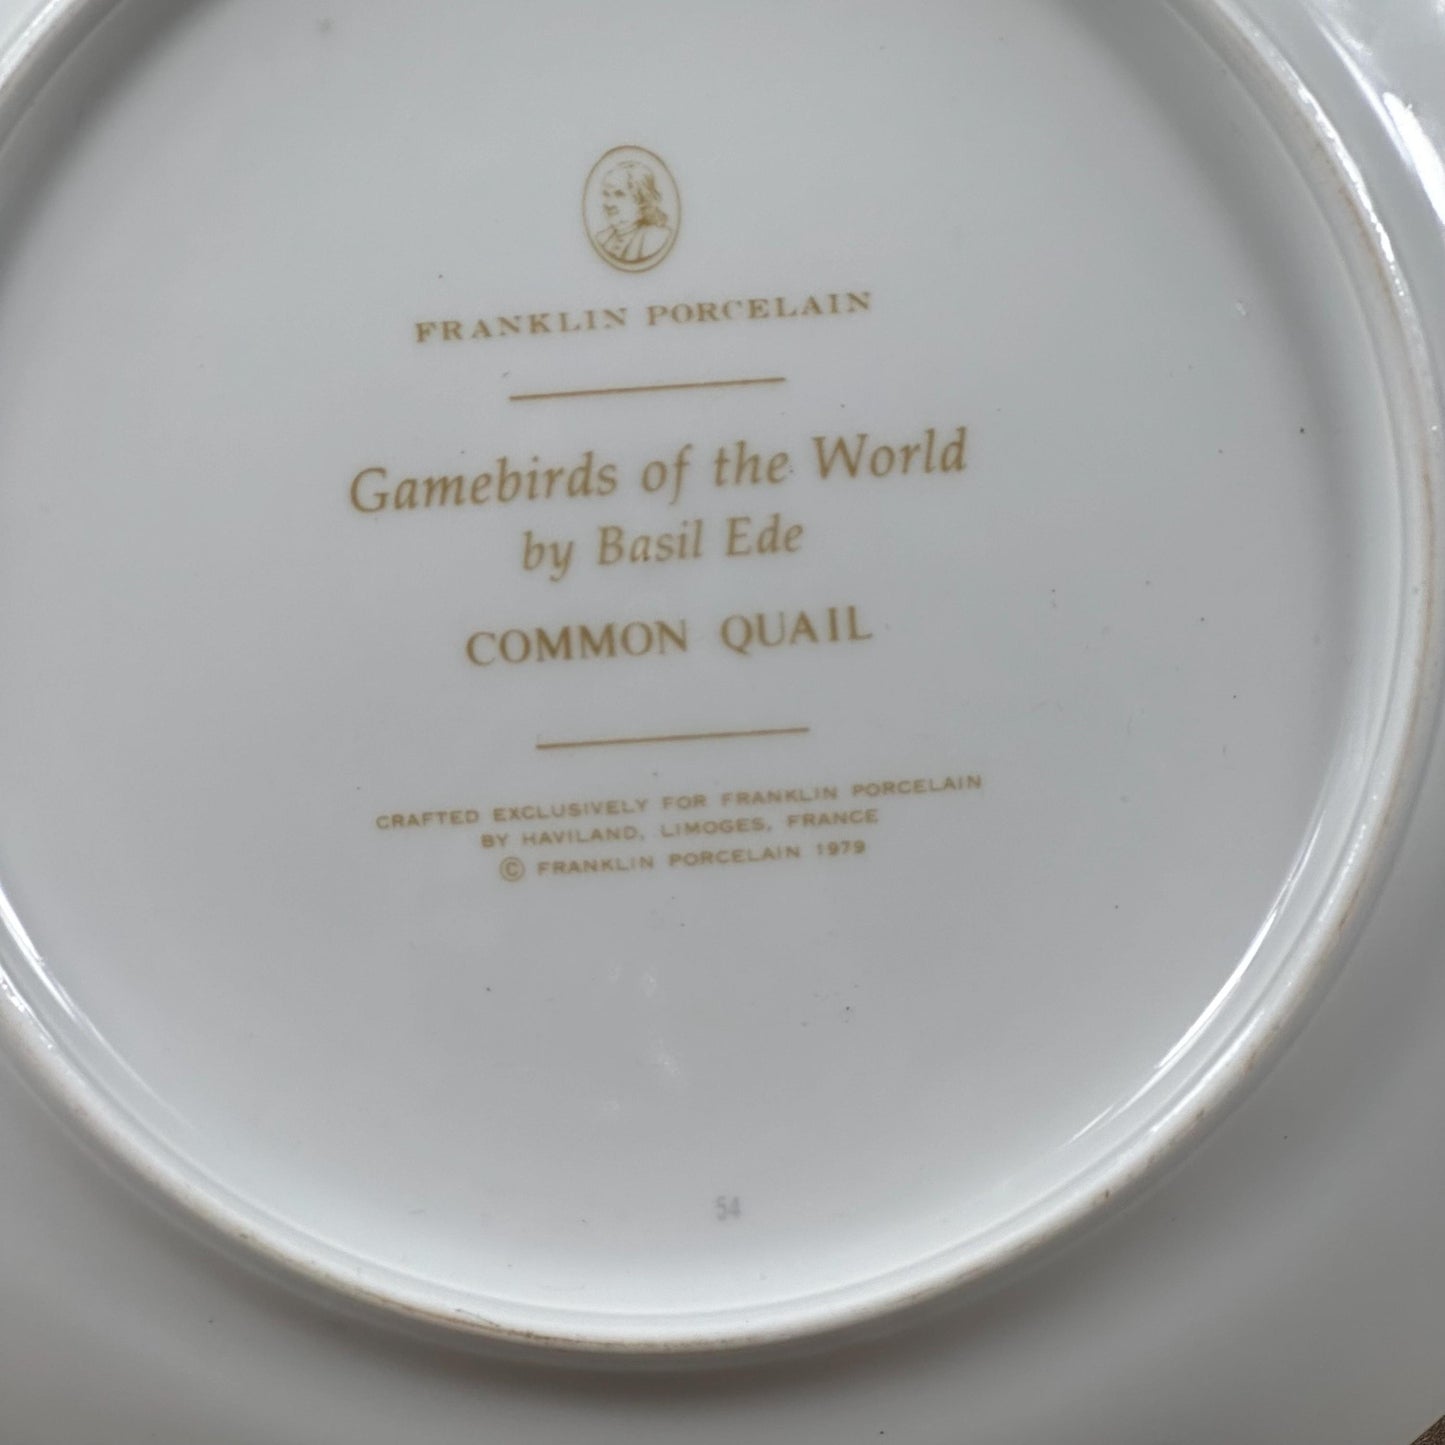 FRANKLIN PORCELAIN
Gamebirds of the World
by Basil Ede
COMMON QUAIL
CRAFTED EXCLUSIVELY FOR FRANKLIN PORCELAIN
BY HAVILAND, LIMOGES, FRANCE
© FRANKLIN PORCELAIN 1979
54